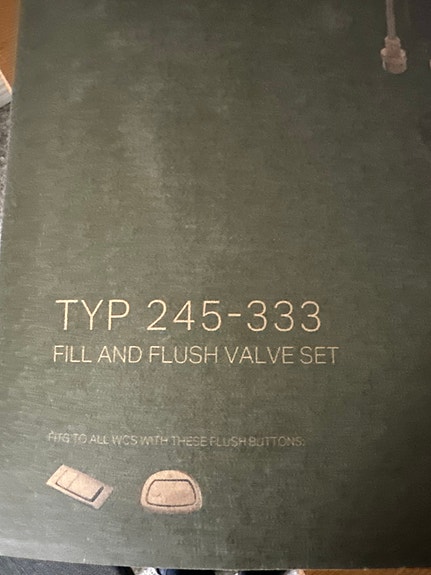 TYP 245-333
FILL AND FLUSH VALVE SET
FITS TO ALL WCS WITH THESE FLUSH BUTTONS: